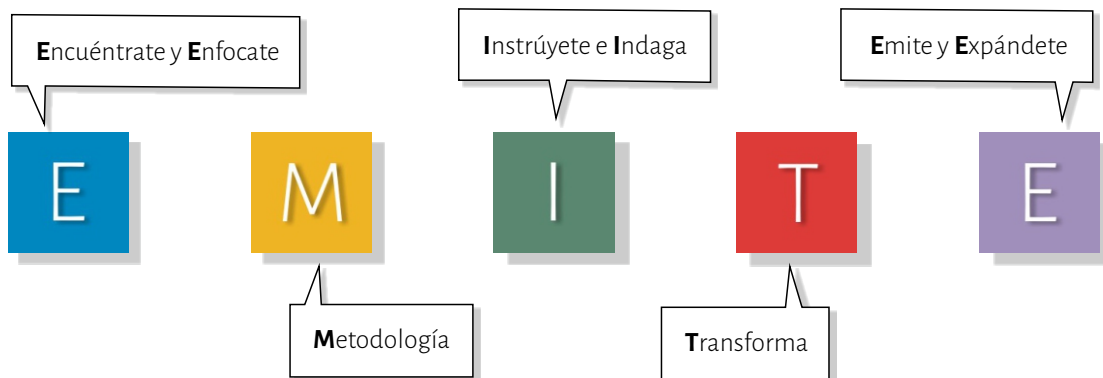 Encuéntrate y Enfocate
Instrúyete e Indaga
Emite y Expándete
E M I T E
Metodología
Transforma